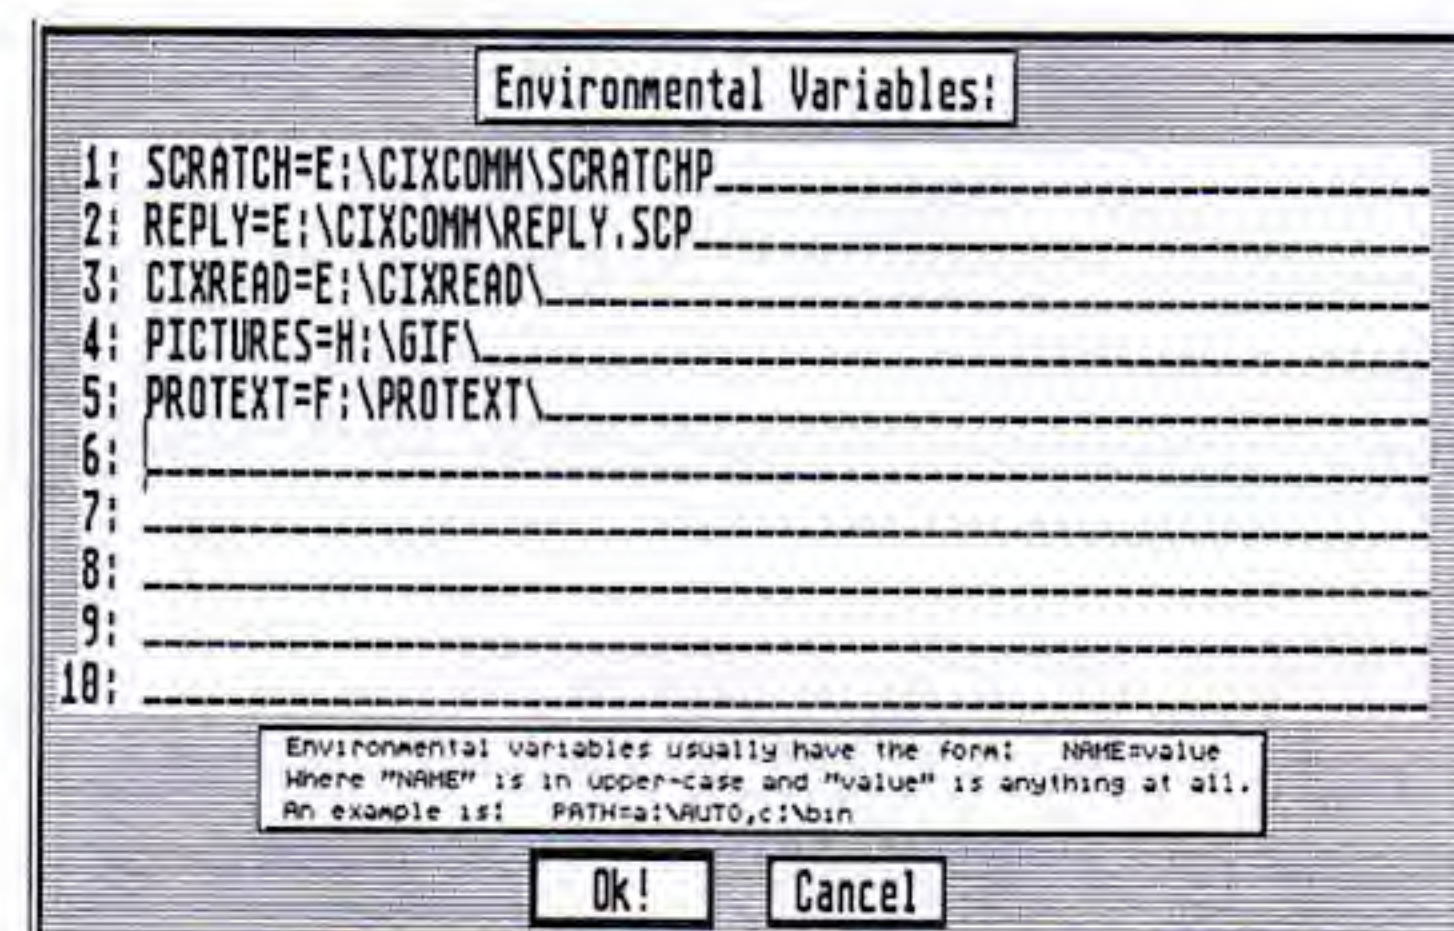 Environmental Variables:
1: SCRATCH=E:\CIXCOMM\SCRATCHP
2: REPLY=E:\CIXCOMM\REPLY.SCP
3: CIXREAD=E:\CIXREAD\
4: PICTURES=H:\GIF\
5: PROTEXT=F:\PROTEXT\
6:
7:
8:
9:
10:
Environmental variables usually have the form: NAME=value
Where "NAME" is in upper-case and "value" is anything at all.
An example is: PATH=a:\AUTO,c:\bin
Ok! Cancel